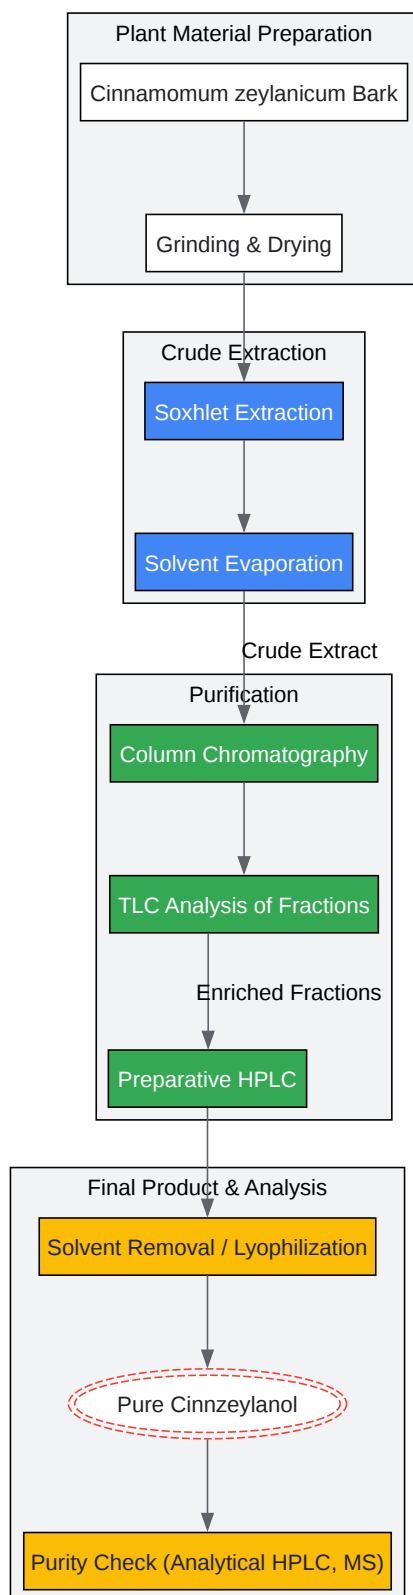 Plant Material Preparation
Cinnamomum zeylanicum Bark
Grinding & Drying
Crude Extraction
Soxhlet Extraction
Solvent Evaporation
Crude Extract
Purification
Column Chromatography
TLC Analysis of Fractions
Enriched Fractions
Preparative HPLC
Final Product & Analysis
Solvent Removal / Lyophilization
Pure Cinnzeylanol
Purity Check (Analytical HPLC, MS)